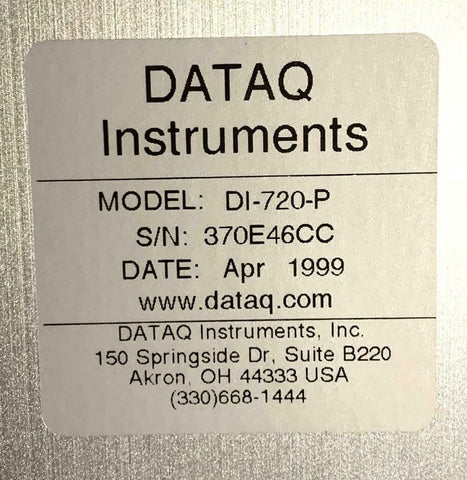 DATAQ
Instruments
MODEL: DI-720-P
S/N: 370E46CC
DATE: Apr 1999
www.dataq.com
DATAQ Instruments, Inc.
150 Springside Dr, Suite B220
Akron, OH 44333 USA
(330)668-1444